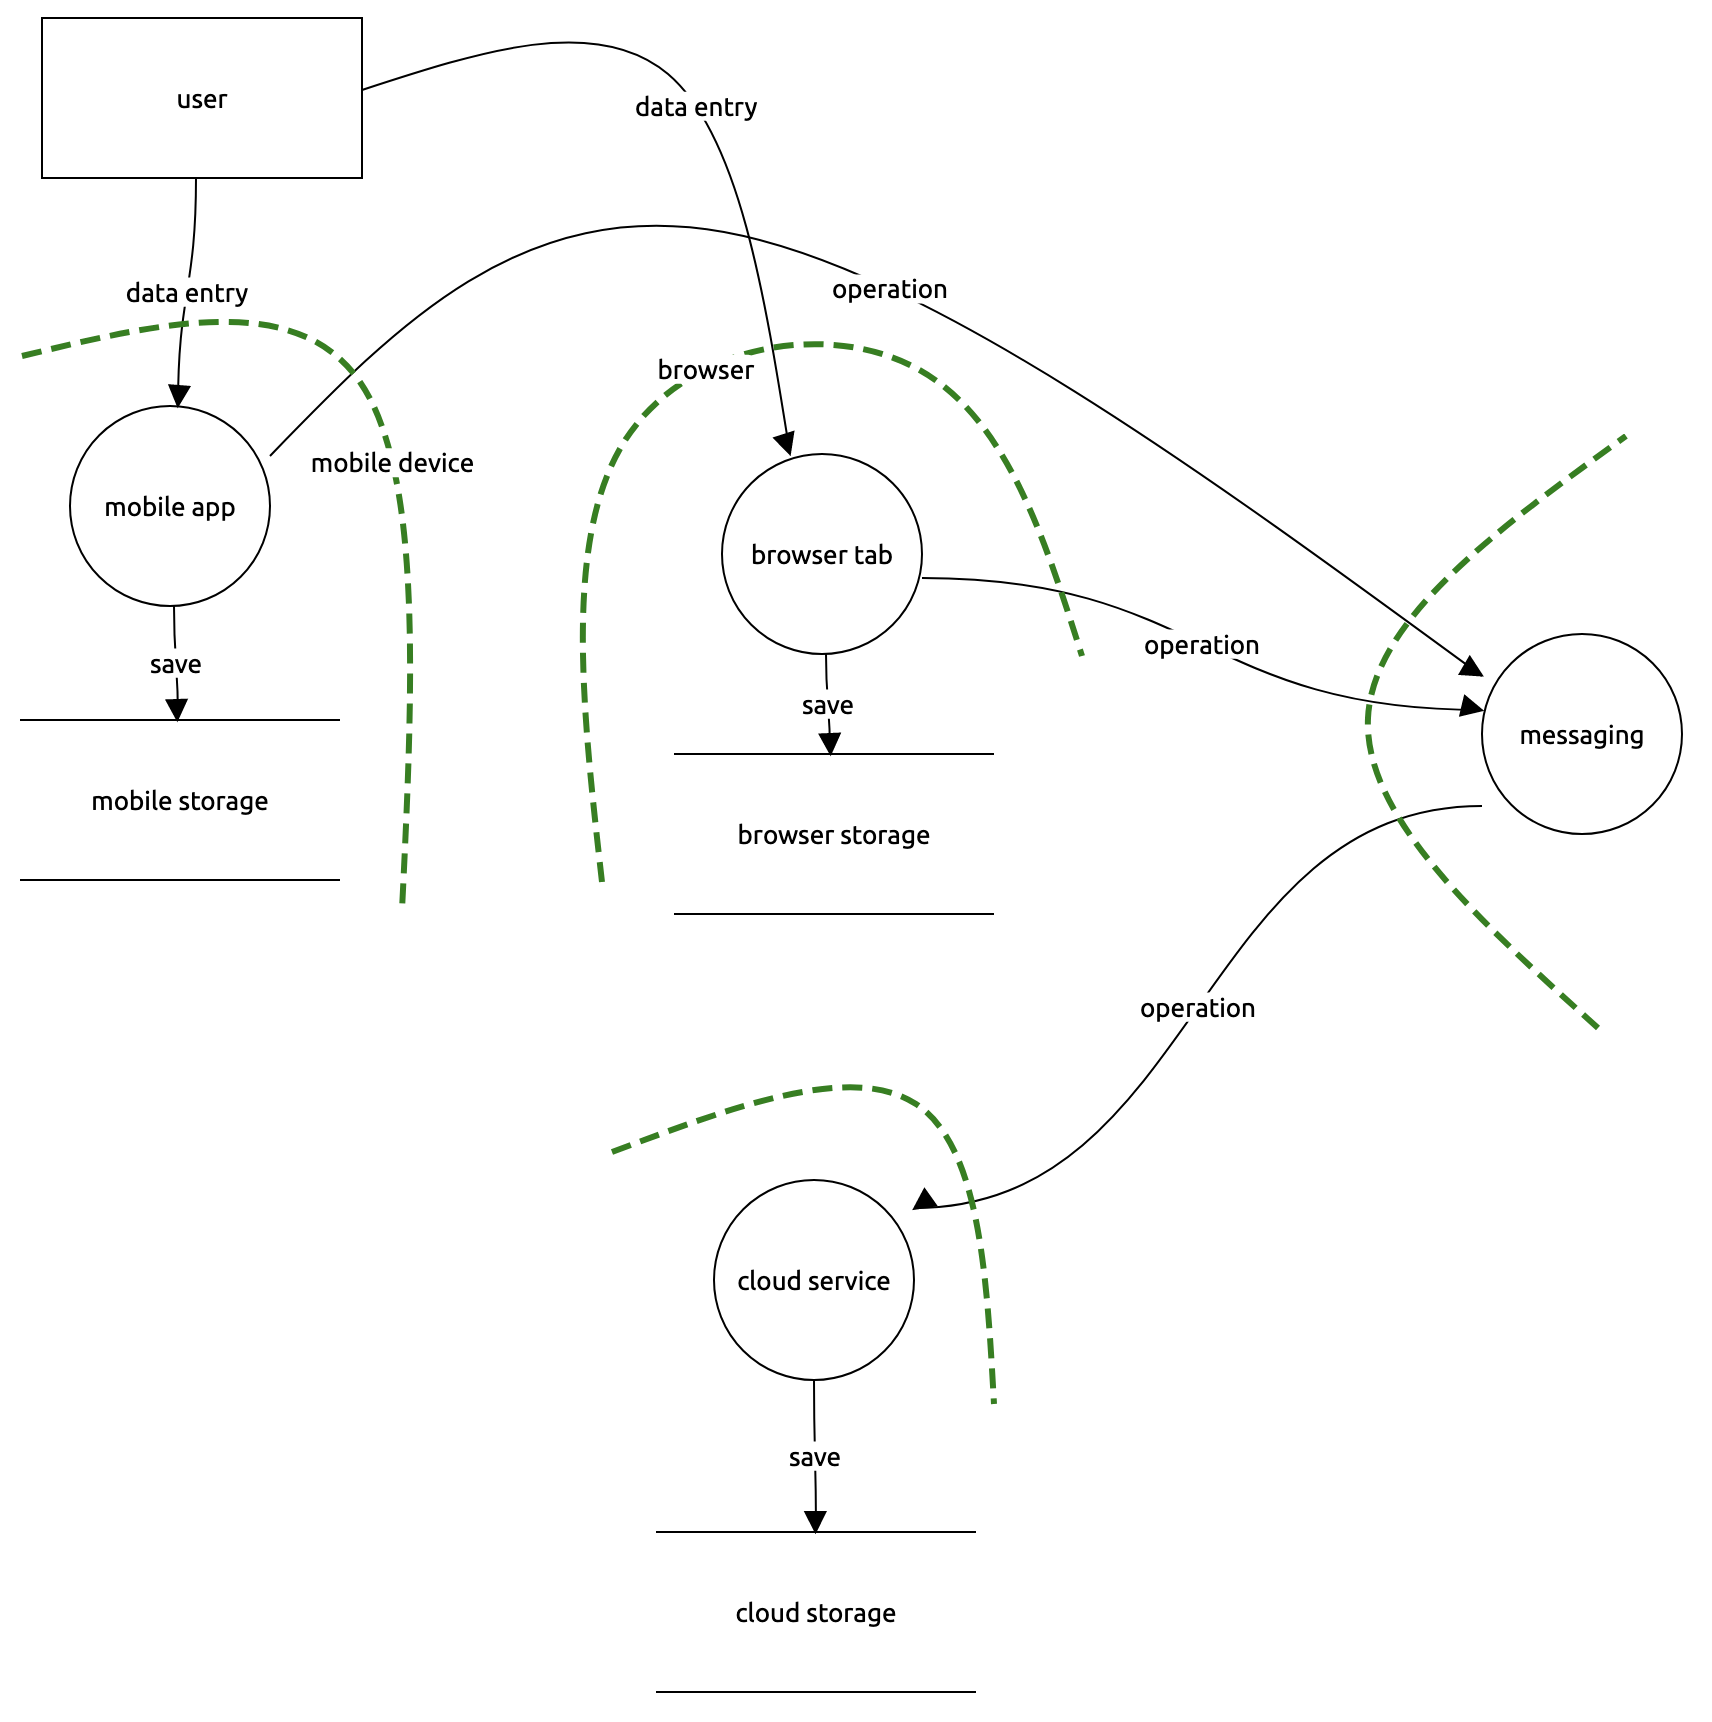 user
data entry
data entry
operation
browser
mobile device
mobile app
browser tab
operation
save
save
messaging
mobile storage
browser storage
operation
cloud service
save
cloud storage